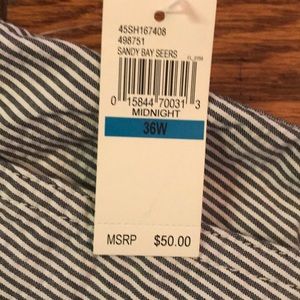 45SH167408
498751
SANDY BAY SEERS
0 15844 70031 3
MIDNIGHT
36W
MSRP $50.00